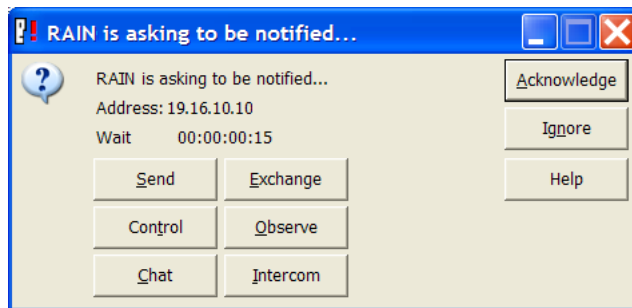 RAIN is asking to be notified...
RAIN is asking to be notified...
Address: 19.16.10.10
Wait 00:00:00:15
Acknowledge
Ignore
Help
Send Exchange
Control Observe
Chat Intercom